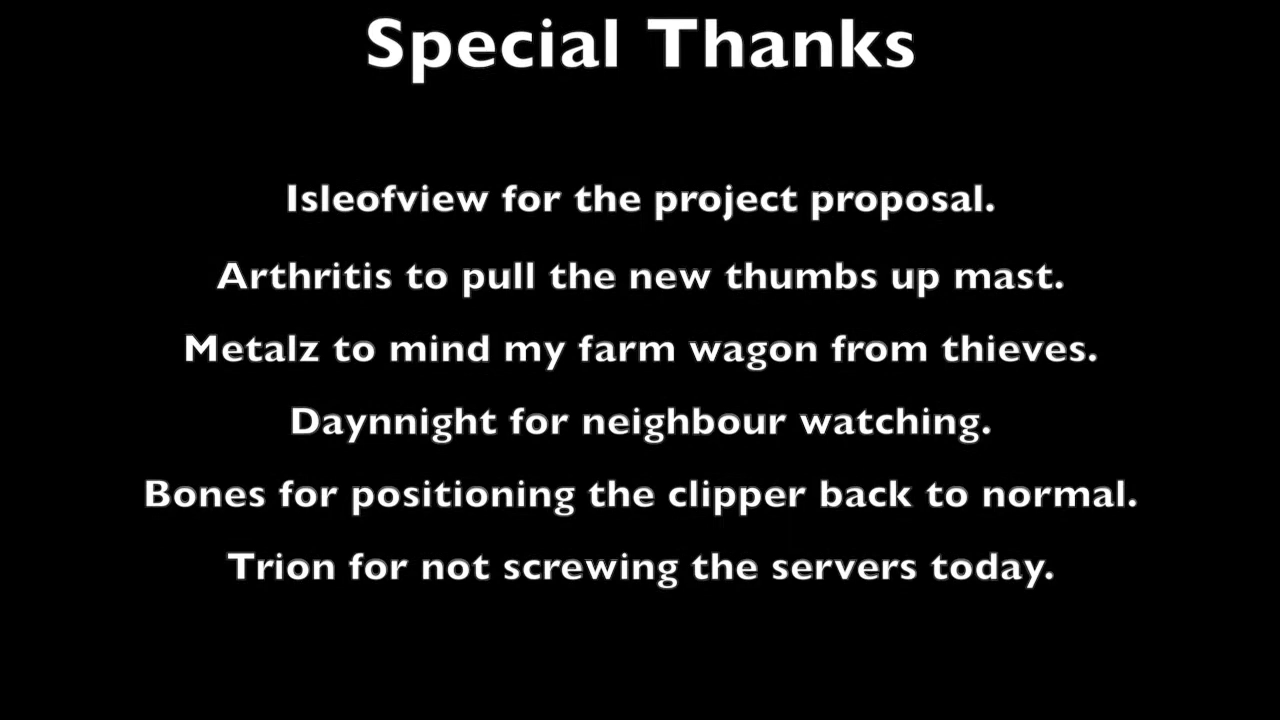 Special Thanks
Isleofview for the project proposal.
Arthritis to pull the new thumbs up mast.
Metalz to mind my farm wagon from thieves.
Daynnight for neighbour watching.
Bones for positioning the clipper back to normal.
Trion for not screwing the servers today.